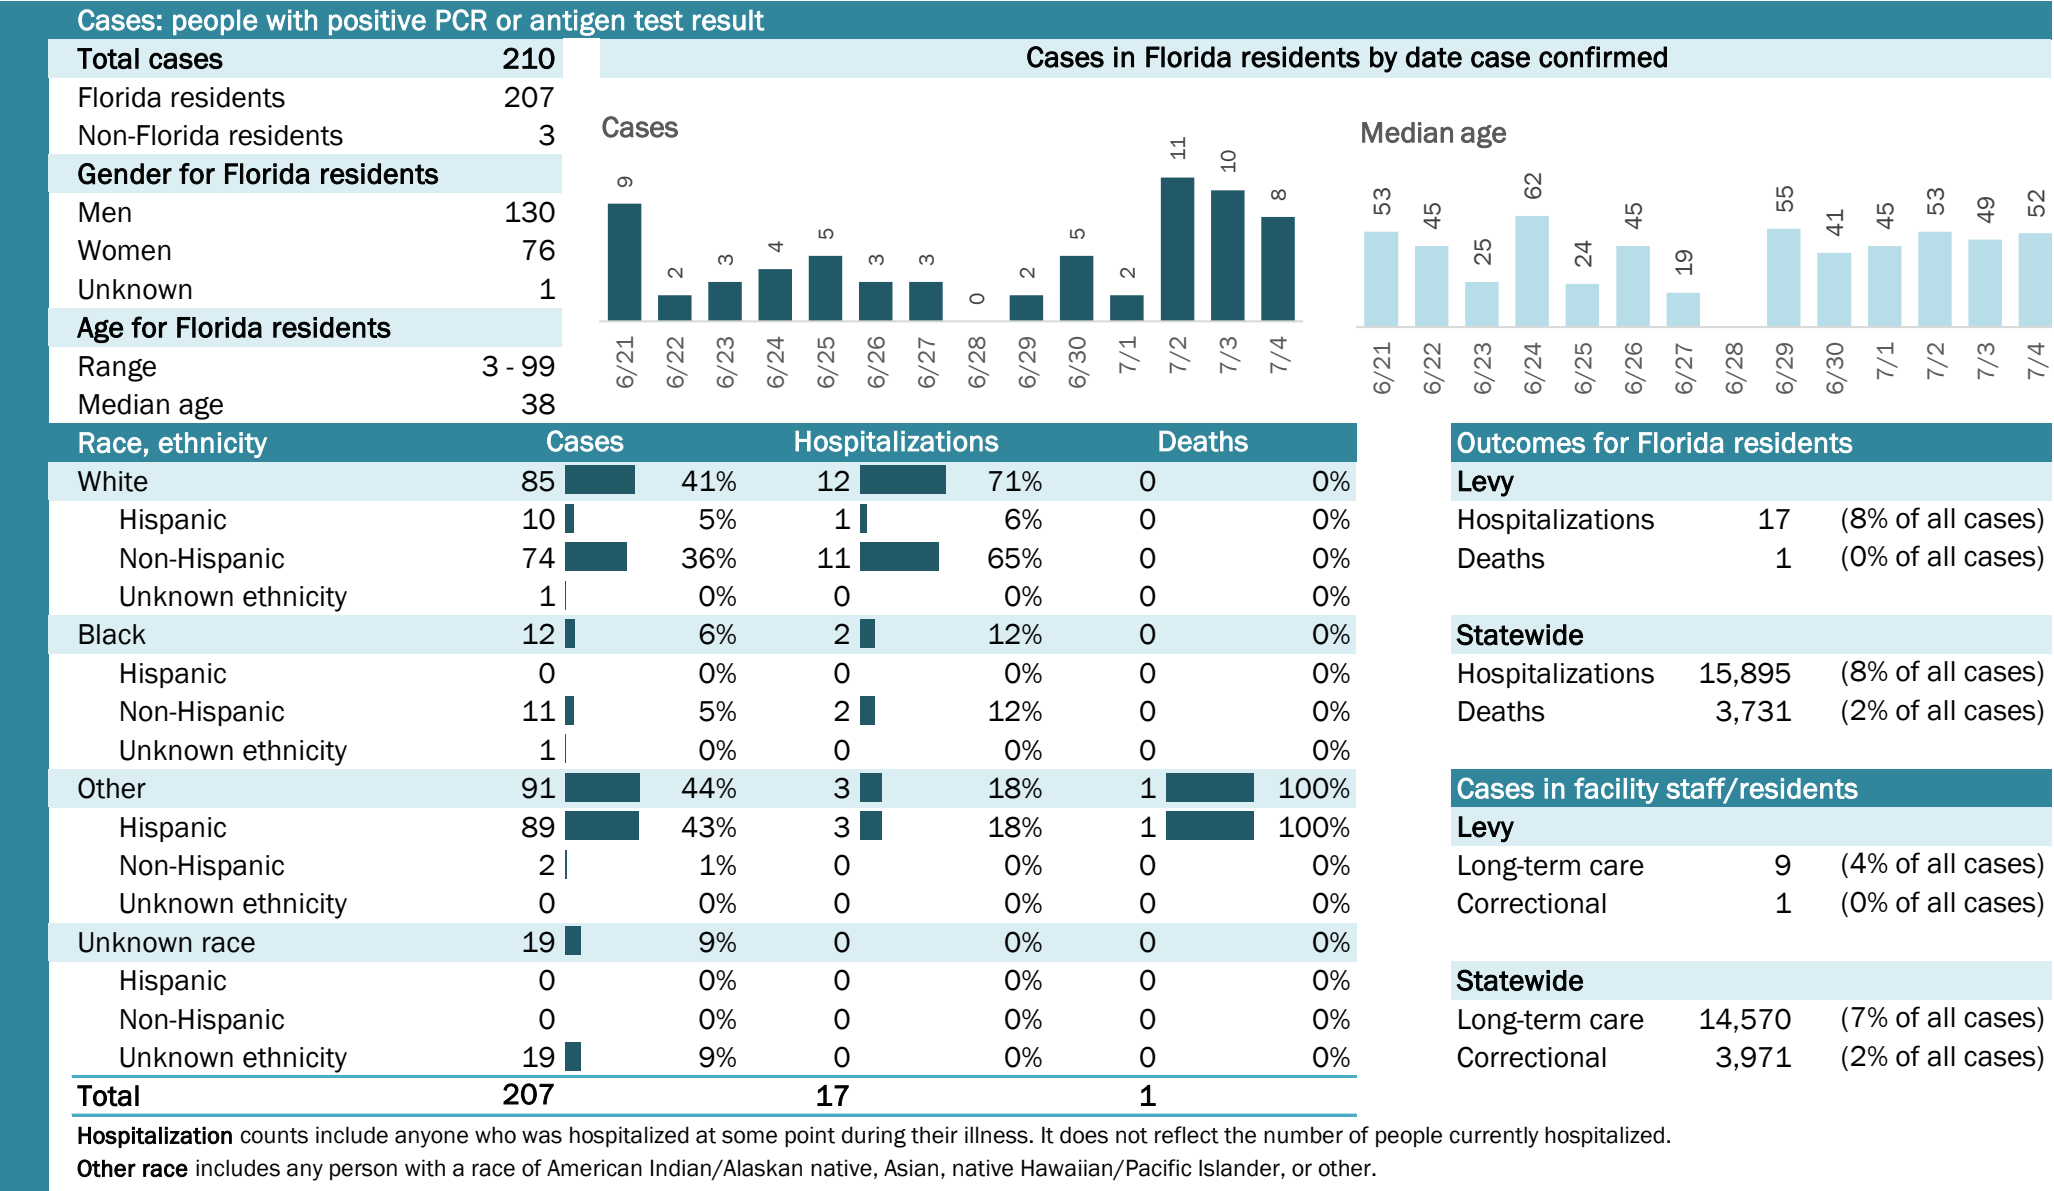 Cases: people with positive PCR or antigen test result
Total cases 210
Florida residents 207
Non-Florida residents 3
Gender for Florida residents
Men 130
Women 76
Unknown 1
Age for Florida residents
Range 3 - 99
Median age 38
Cases in Florida residents by date case confirmed
Cases
9 2 3 4 5 3 3 0 2 5 2 11 10 8
6/21 6/22 6/23 6/24 6/25 6/26 6/27 6/28 6/29 6/30 7/1 7/2 7/3 7/4
Median age
53 45 25 62 24 45 19 55 41 45 53 49 52
6/21 6/22 6/23 6/24 6/25 6/26 6/27 6/28 6/29 6/30 7/1 7/2 7/3 7/4
Race, ethnicity Cases Hospitalizations Deaths
White 85 41% 12 71% 0 0%
Hispanic 10 5% 1 6% 0 0%
Non-Hispanic 74 36% 11 65% 0 0%
Unknown ethnicity 1 0% 0 0% 0 0%
Black 12 6% 2 12% 0 0%
Hispanic 0 0% 0 0% 0 0%
Non-Hispanic 11 5% 2 12% 0 0%
Unknown ethnicity 1 0% 0 0% 0 0%
Other 91 44% 3 18% 1 100%
Hispanic 89 43% 3 18% 1 100%
Non-Hispanic 2 1% 0 0% 0 0%
Unknown ethnicity 0 0% 0 0% 0 0%
Unknown race 19 9% 0 0% 0 0%
Hispanic 0 0% 0 0% 0 0%
Non-Hispanic 0 0% 0 0% 0 0%
Unknown ethnicity 19 9% 0 0% 0 0%
Total 207 17 1
Outcomes for Florida residents
Levy
Hospitalizations 17 (8% of all cases)
Deaths 1 (0% of all cases)
Statewide
Hospitalizations 15,895 (8% of all cases)
Deaths 3,731 (2% of all cases)
Cases in facility staff/residents
Levy
Long-term care 9 (4% of all cases)
Correctional 1 (0% of all cases)
Statewide
Long-term care 14,570 (7% of all cases)
Correctional 3,971 (2% of all cases)
Hospitalization counts include anyone who was hospitalized at some point during their illness. It does not reflect the number of people currently hospitalized.
Other race includes any person with a race of American Indian/Alaskan native, Asian, native Hawaiian/Pacific Islander, or other.